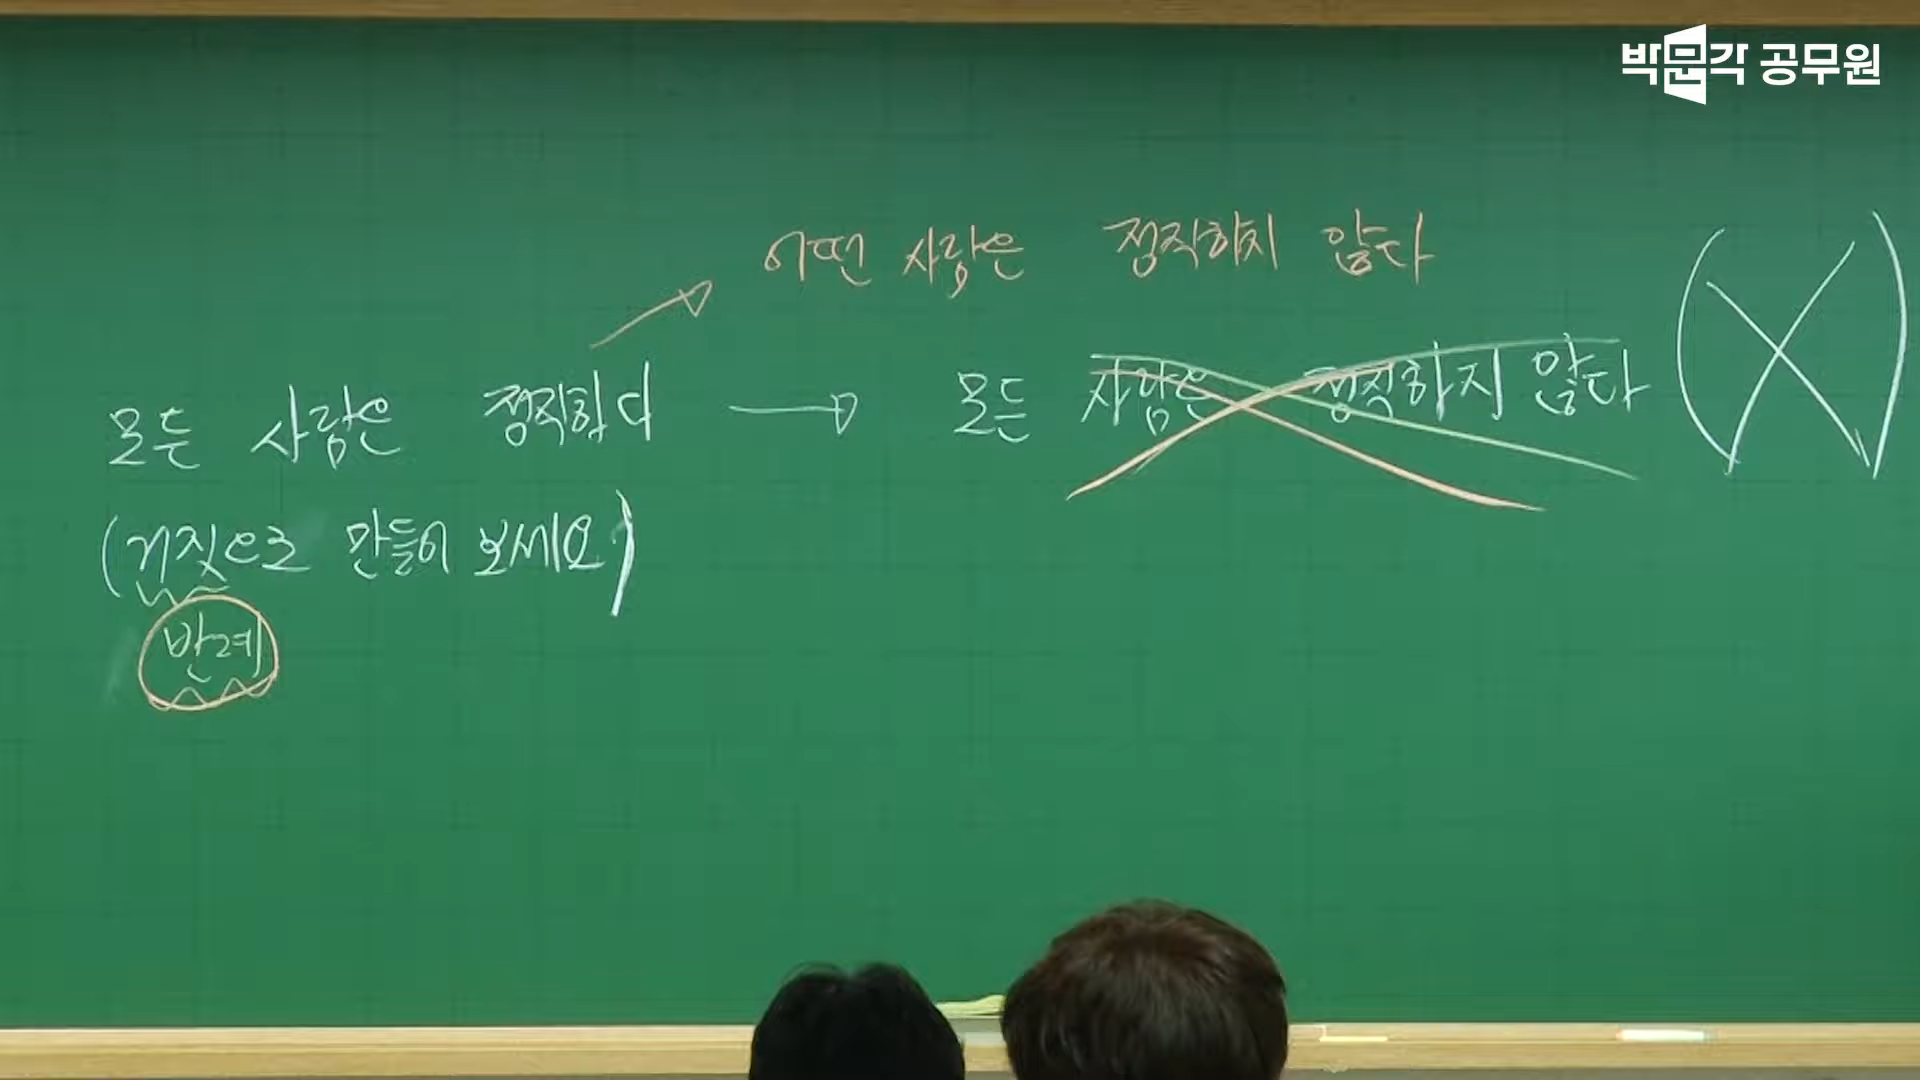 박문각 공무원
어떤 사람은 정직하지 않다
모든 사람은 정직하다 → 모든 사람은 정직하지 않다 (X)
(거짓으로 만들어 보세요)
반례